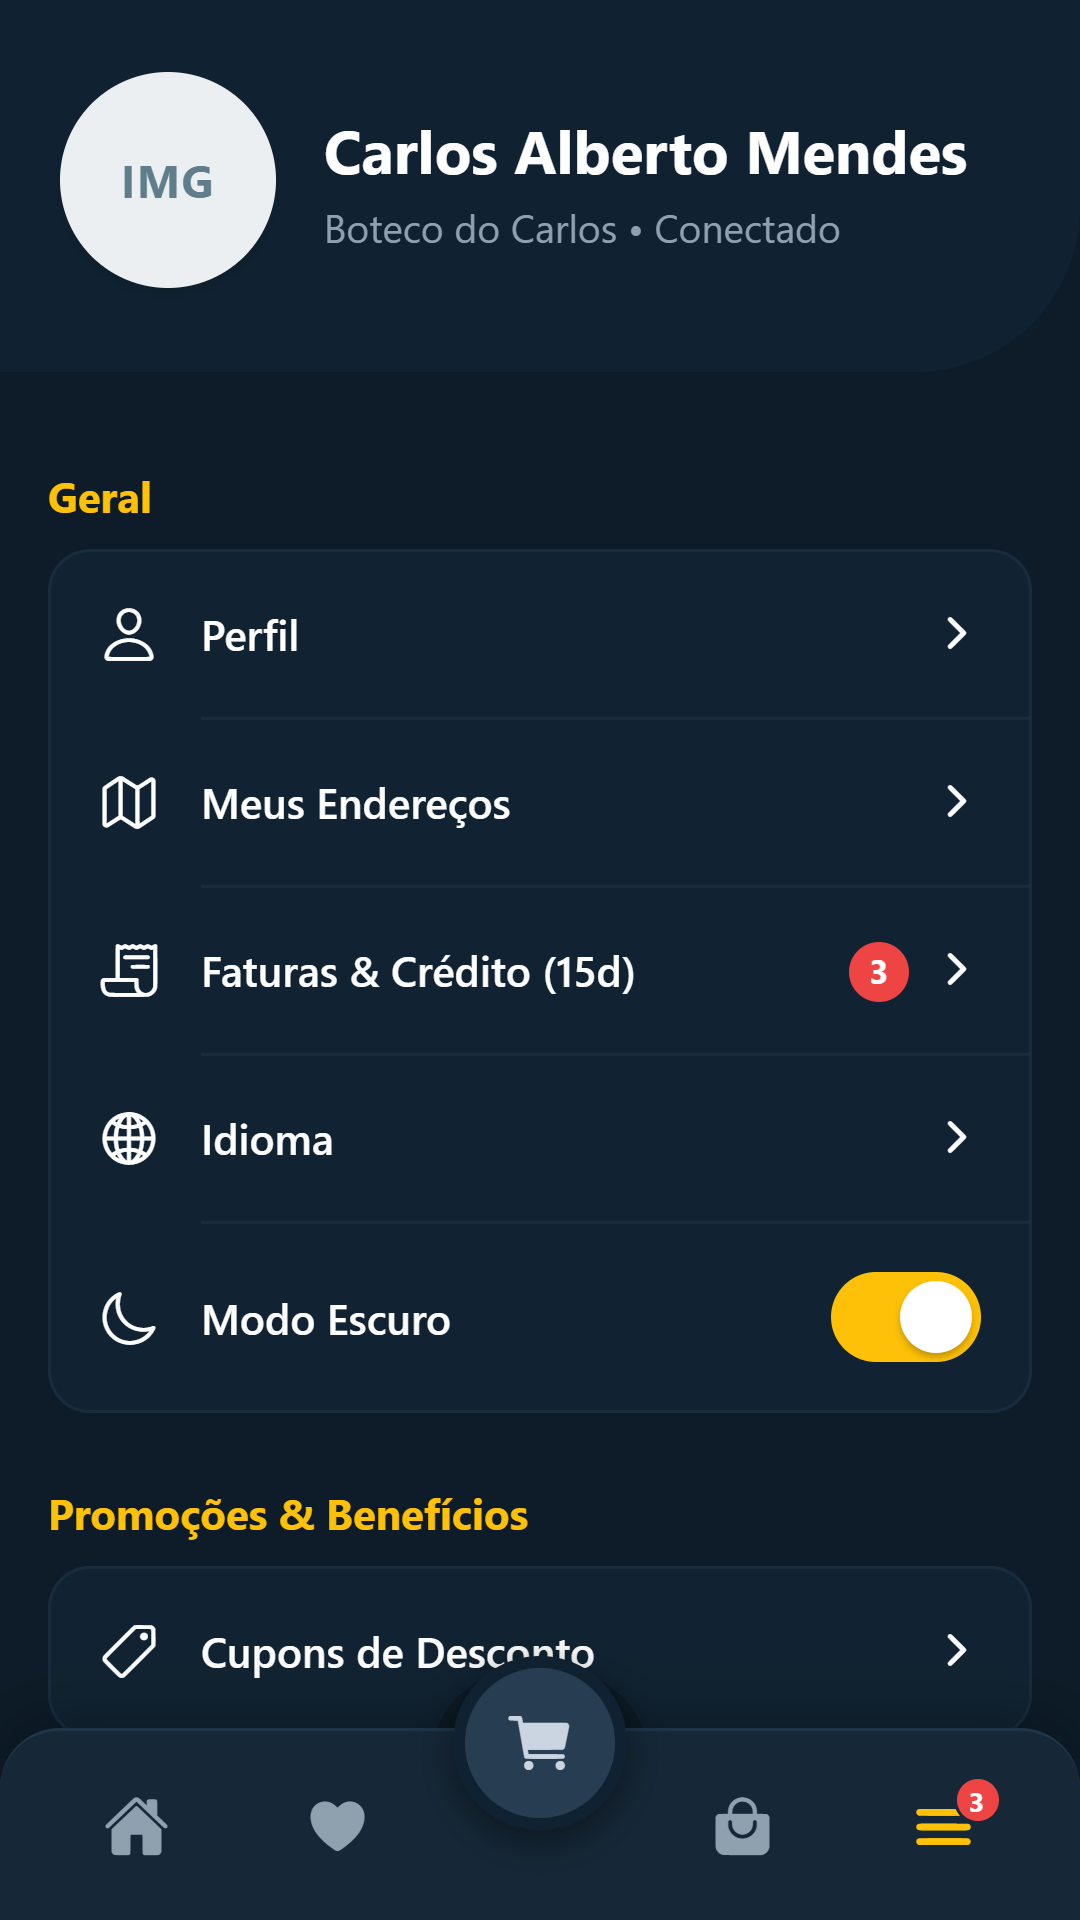 IMG
Carlos Alberto Mendes
Boteco do Carlos • Conectado
Geral
Perfil
Meus Endereços
Faturas & Crédito (15d)
3
Idioma
Modo Escuro
Promoções & Benefícios
Cupons de Desconto
3